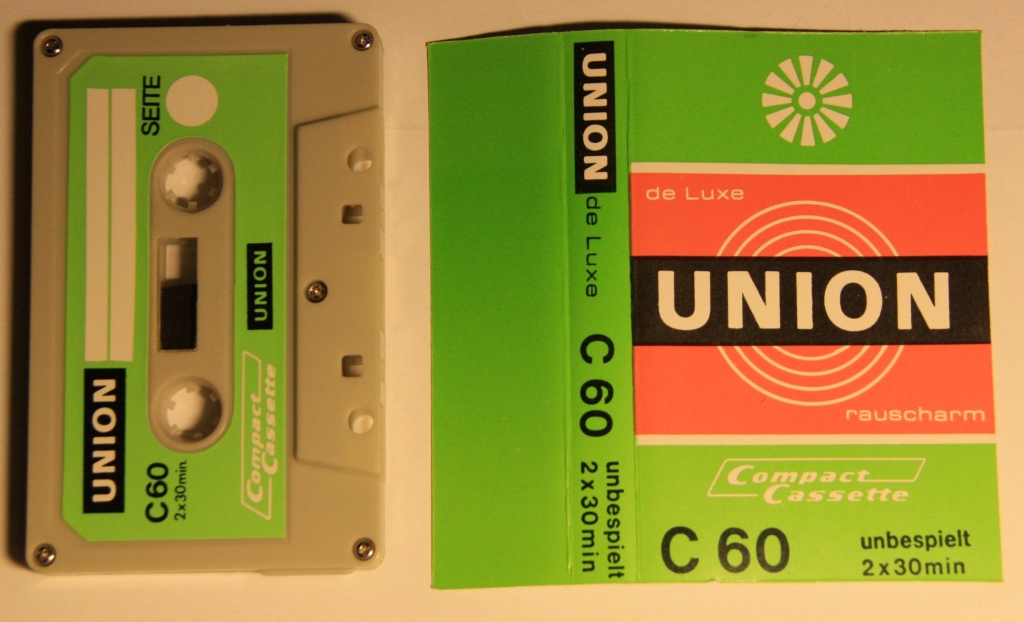 SEITE
UNION
C60
2x30min.
UNION
Compact
Cassette
UNION de Luxe C 60 unbespielt
2x30min
de Luxe
UNION
rauscharm
Compact
Cassette
C 60
unbespielt
2x30min